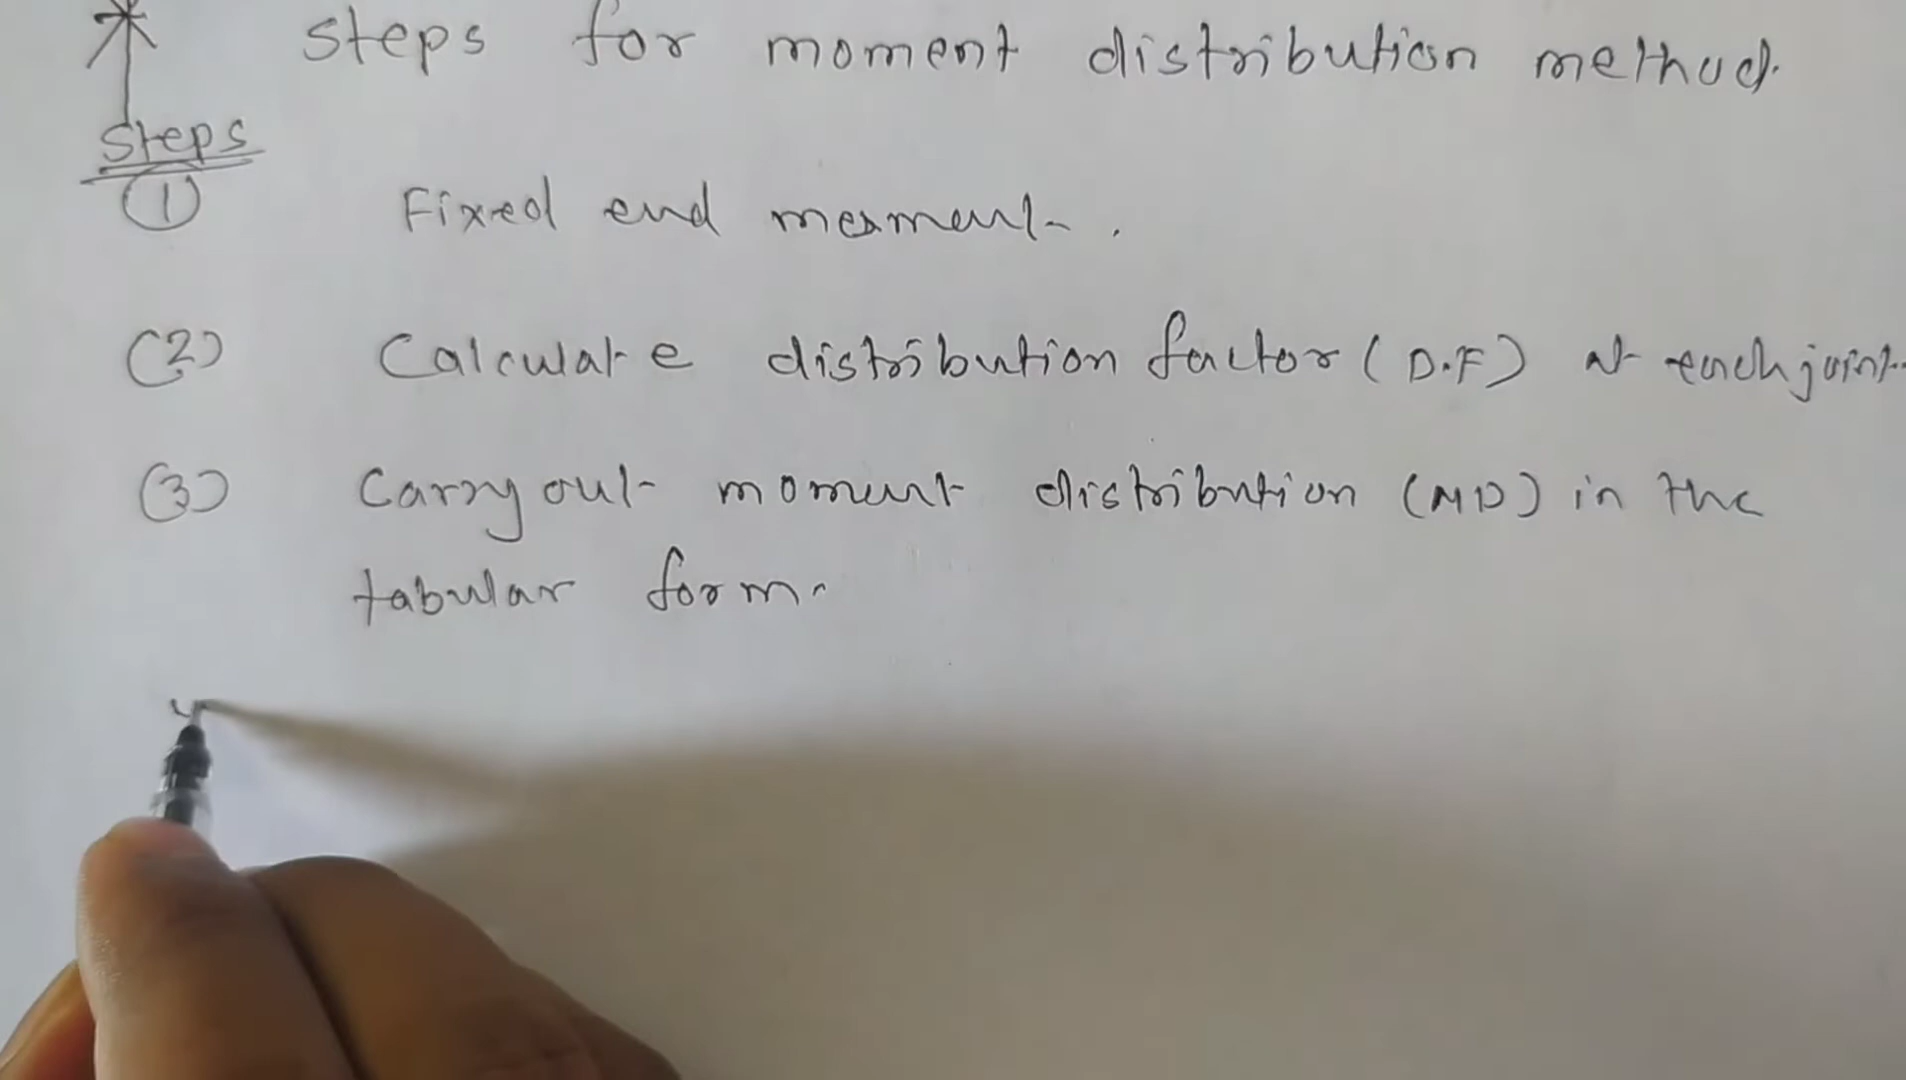 steps for moment distribution method.
Steps
① Fixed end moment.
(2) Calculate distribution factor (D.F) at each joint.
(3) Carry out moment distribution (MD) in the
tabular form.